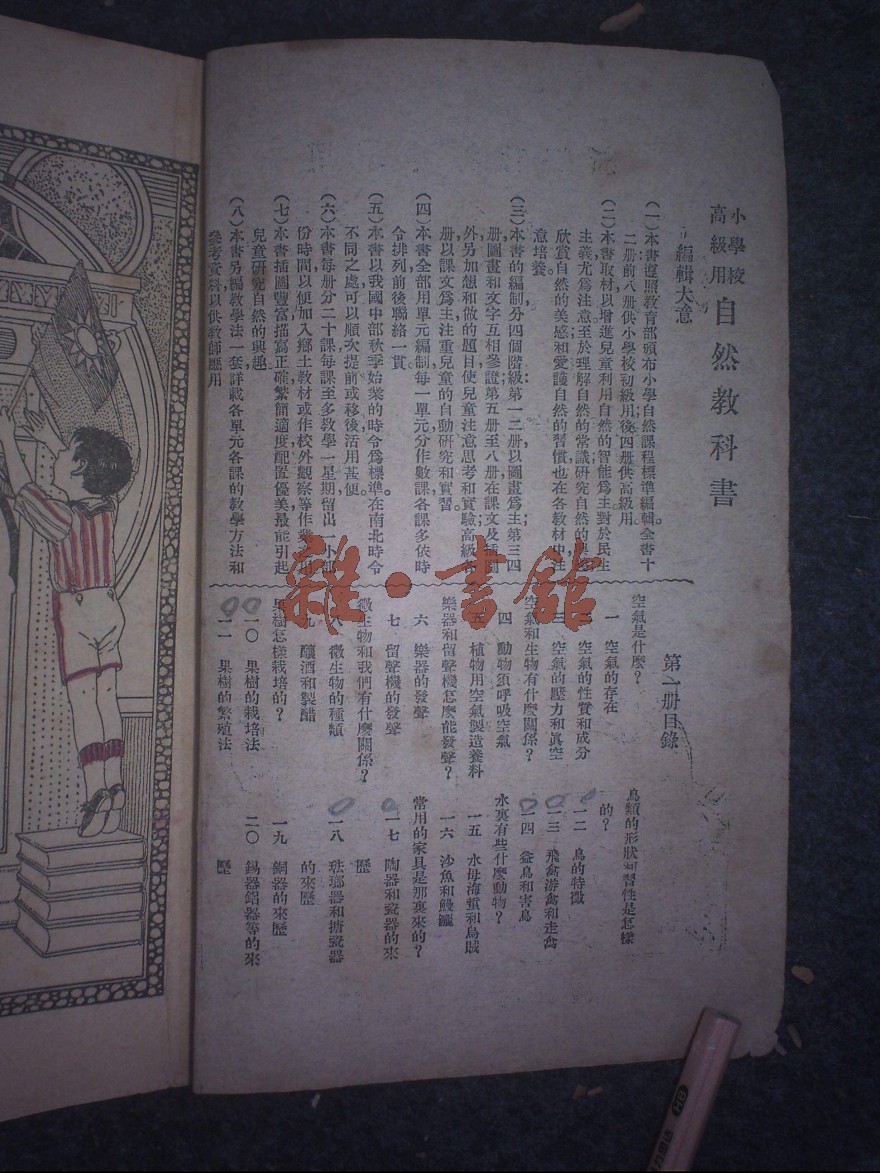 小學校
高級用
自然教科書
編輯大意
(一)本書遵照教育部頒布小學自然課程標準編輯。全書十
二册前八册供小學校初級用後四册供高級用。
(二)本書取材以增進兒童利用自然的智能爲主對於民生
主義尤爲注意至於理解自然的常識研究自然的
欣賞自然的美感和愛護自然的習慣也在各教材中注
意培養。
(三)本書的編制分四個階級第一二册以圖畫爲主第三四
册圖畫和文字互相參證第五册至八册在課文及插圖
外另加想和做的題目使兒童注意思考和實驗高級
册以課文爲主注重兒童的自動研究和實習。
(四)本書全部用單元編制每一單元分作數課各課多依時
令排列前後聯絡一貫。
(五)本書以我國中部秋季始業的時令爲標準。在南北時令
不同之處可以順次提前或移後活用甚便。
(六)本書每册分二十課每課至多教學一星期留出一小部
份時間以便加入鄉土教材或作校外觀察等作業
(七)本書插圖豐富描寫正確繁簡適度配置優美最能引起
兒童研究自然的興趣。
(八)本書另編教學法一套詳載各單元各課的教學方法和
參考資料以供教師應用
第一册目錄
空氣是什麼?
一 空氣的存在
二 空氣的性質和成分
三 空氣的壓力和眞空
空氣和生物有什麼關係?
四 動物須呼吸空氣
五 植物用空氣製造養料
樂器和留聲機怎麼能發聲?
六 樂器的發聲
七 留聲機的發聲
微生物和我們有什麼關係?
八 微生物的種類
九 釀酒和製醋
果樹怎樣栽培的?
一〇 果樹的栽培法
一一 果樹的繁殖法
鳥類的形狀和習性是怎樣
的?
一二 鳥的特徵
一三 飛禽游禽和走禽
一四 益鳥和害鳥
水裏有些什麼動物?
一五 水母海蜇和烏賊
一六 沙魚和鰻鱺
常用的家具是那裏來的?
一七 陶器和瓷器的來
歷
一八 琺瑯器和搪瓷器
的來歷
一九 銅器的來歷
二〇 錫器鋁器等的來
歷
雜·書館
HB